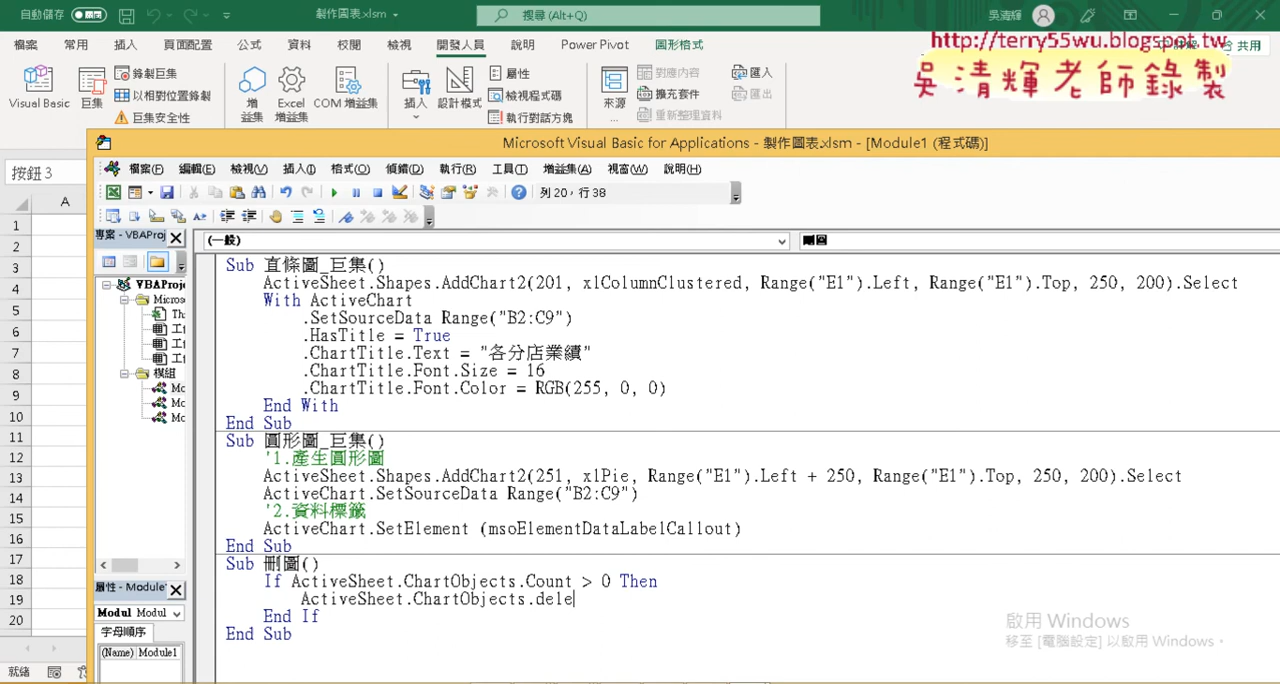 自動儲存
製作圖表.xlsm
搜尋 (Alt+Q)
吳清輝
檔案 常用 插入 頁面配置 公式 資料 校閱 檢視 開發人員 說明 Power Pivot 圖形格式
共用
http://terry55wu.blogspot.tw
吳清輝老師錄製
Visual Basic
巨集
錄製巨集
以相對位置錄製
巨集安全性
增益集
Excel 增益集
COM 增益集
插入
設計模式
屬性
檢視程式碼
執行對話方塊
來源
對應內容
擴充套件
重新整理資料
匯入
匯出
Microsoft Visual Basic for Applications - 製作圖表.xlsm - [Module1 (程式碼)]
按鈕 3
檔案(F) 編輯(E) 檢視(V) 插入(I) 格式(O) 偵錯(D) 執行(R) 工具(T) 增益集(A) 視窗(W) 說明(H)
列 20，行 38
A
1
2
3
4
5
6
7
8
9
10
11
12
13
14
15
16
17
18
19
20
專案 - VBAProj
VBAProje
Micros
Th
工
工
工
模組
Mo
Mo
Mo
屬性 - Module
Modul Modul
字母順序
(Name) Module1
就緒
(一般)
刪圖
Sub 直條圖_巨集()
ActiveSheet.Shapes.AddChart2(201, xlColumnClustered, Range("E1").Left, Range("E1").Top, 250, 200).Select
With ActiveChart
.SetSourceData Range("B2:C9")
.HasTitle = True
.ChartTitle.Text = "各分店業績"
.ChartTitle.Font.Size = 16
.ChartTitle.Font.Color = RGB(255, 0, 0)
End With
End Sub
Sub 圓形圖_巨集()
'1.產生圓形圖
ActiveSheet.Shapes.AddChart2(251, xlPie, Range("E1").Left + 250, Range("E1").Top, 250, 200).Select
ActiveChart.SetSourceData Range("B2:C9")
'2.資料標籤
ActiveChart.SetElement (msoElementDataLabelCallout)
End Sub
Sub 刪圖()
If ActiveSheet.ChartObjects.Count > 0 Then
ActiveSheet.ChartObjects.dele
End If
End Sub
啟用 Windows
移至 [電腦設定] 以啟用 Windows。